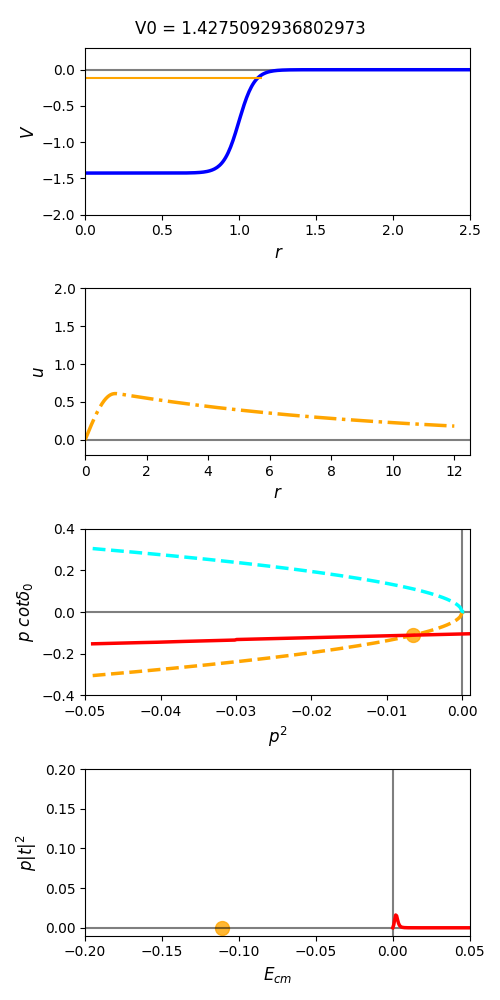 V0 = 1.4275092936802973
0.0
−0.5
−1.0
−1.5
−2.0
V
0.0 0.5 1.0 1.5 2.0 2.5
r
2.0
1.5
1.0
0.5
0.0
u
0 2 4 6 8 10 12
r
0.4
0.2
0.0
−0.2
−0.4
p cotδ₀
−0.05 −0.04 −0.03 −0.02 −0.01 0.00
p²
0.20
0.15
0.10
0.05
0.00
p|t|²
−0.20 −0.15 −0.10 −0.05 0.00 0.05
E_cm